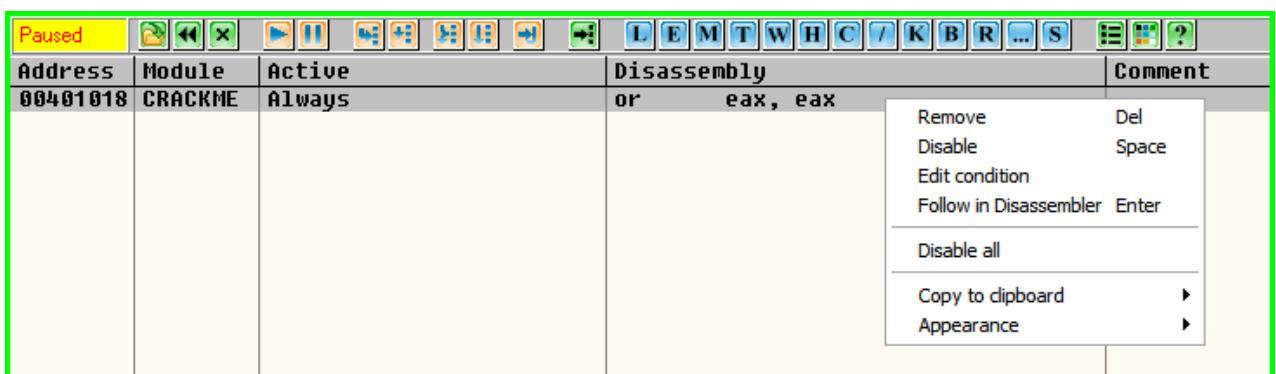 Paused L E M T W H C / K B R ... S ?
Address Module Active Disassembly Comment
00401018 CRACKME Always or eax, eax
Remove Del
Disable Space
Edit condition
Follow in Disassembler Enter
Disable all
Copy to clipboard
Appearance